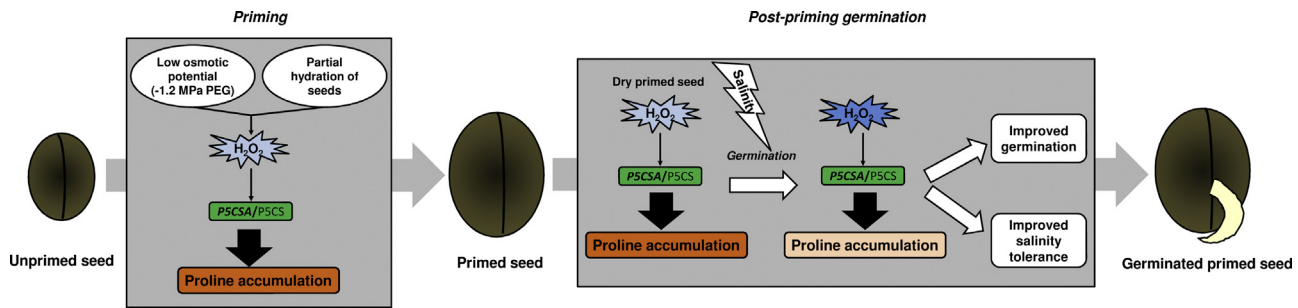 Priming
Low osmotic
potential
(-1.2 MPa PEG)
Partial
hydration of
seeds
H₂O₂
P5CSA/P5CS
Proline accumulation
Unprimed seed
Primed seed
Post-priming germination
Dry primed seed
H₂O₂
P5CSA/P5CS
Proline accumulation
Salinity
Germination
H₂O₂
P5CSA/P5CS
Proline accumulation
Improved
germination
Improved
salinity
tolerance
Germinated primed seed